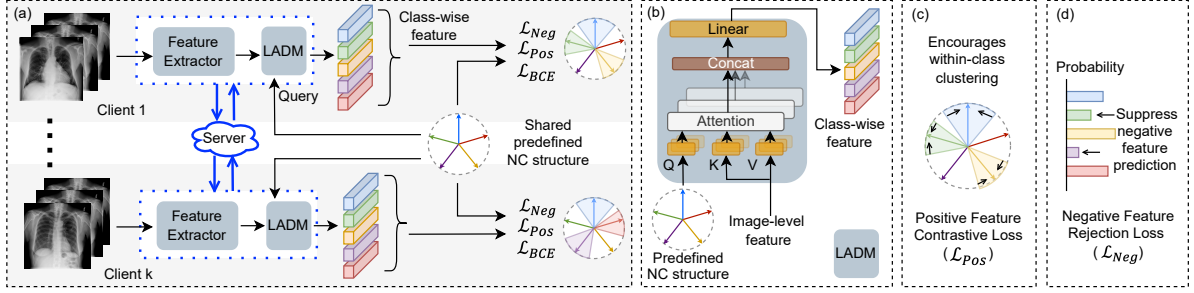 (a)
Feature
Extractor
LADM
Class-wise
feature
ℒ_Neg
ℒ_Pos
ℒ_BCE
Client 1
Query
Server
Shared
predefined
NC structure
Feature
Extractor
LADM
ℒ_Neg
ℒ_Pos
ℒ_BCE
Client k
(b)
Linear
Concat
Attention
Q
K
V
Class-wise
feature
Image-level
feature
Predefined
NC structure
LADM
(c)
Encourages
within-class
clustering
Positive Feature
Contrastive Loss
(ℒ_Pos)
(d)
Probability
Suppress
negative
feature
prediction
Negative Feature
Rejection Loss
(ℒ_Neg)